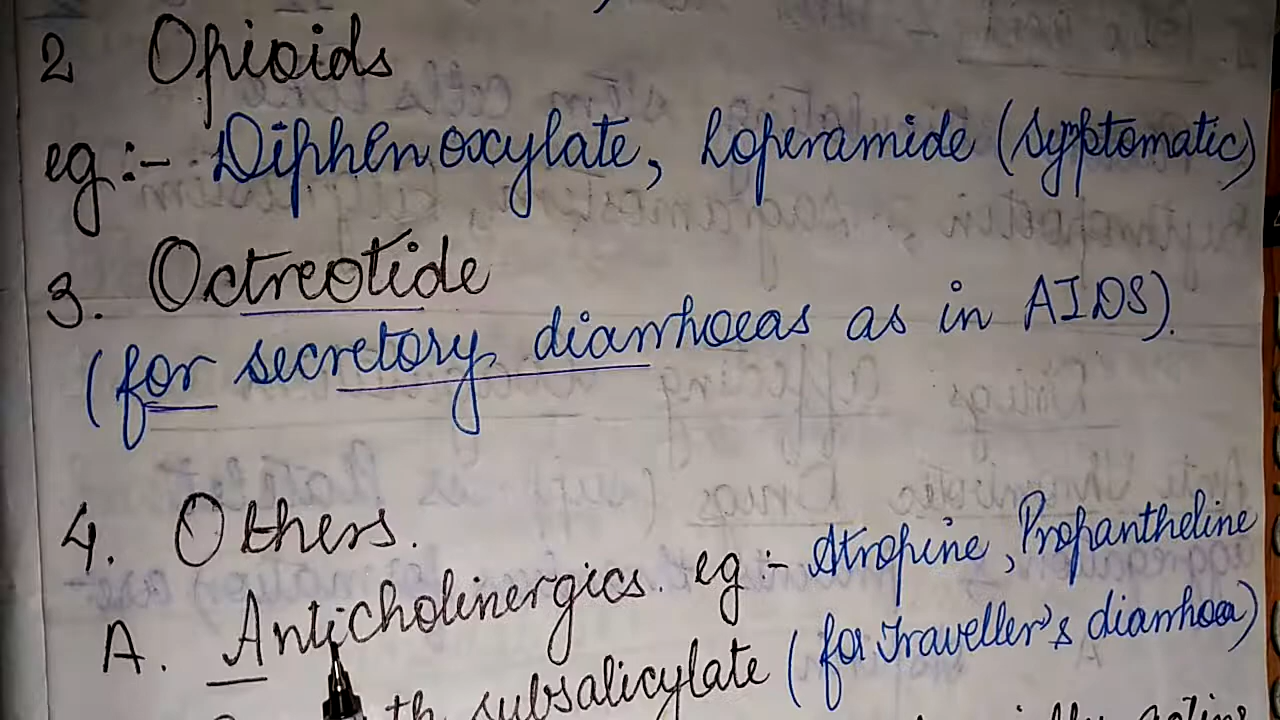 2 Opioids
eg:- Diphenoxylate, Loperamide (Symptomatic)
3. Octreotide
(for secretory diarrhoeas as in AIDS).
4. Others.
A. Anticholinergics. eg:- Atropine, Propantheline
subsalicylate (for Traveller's diarrhoea)